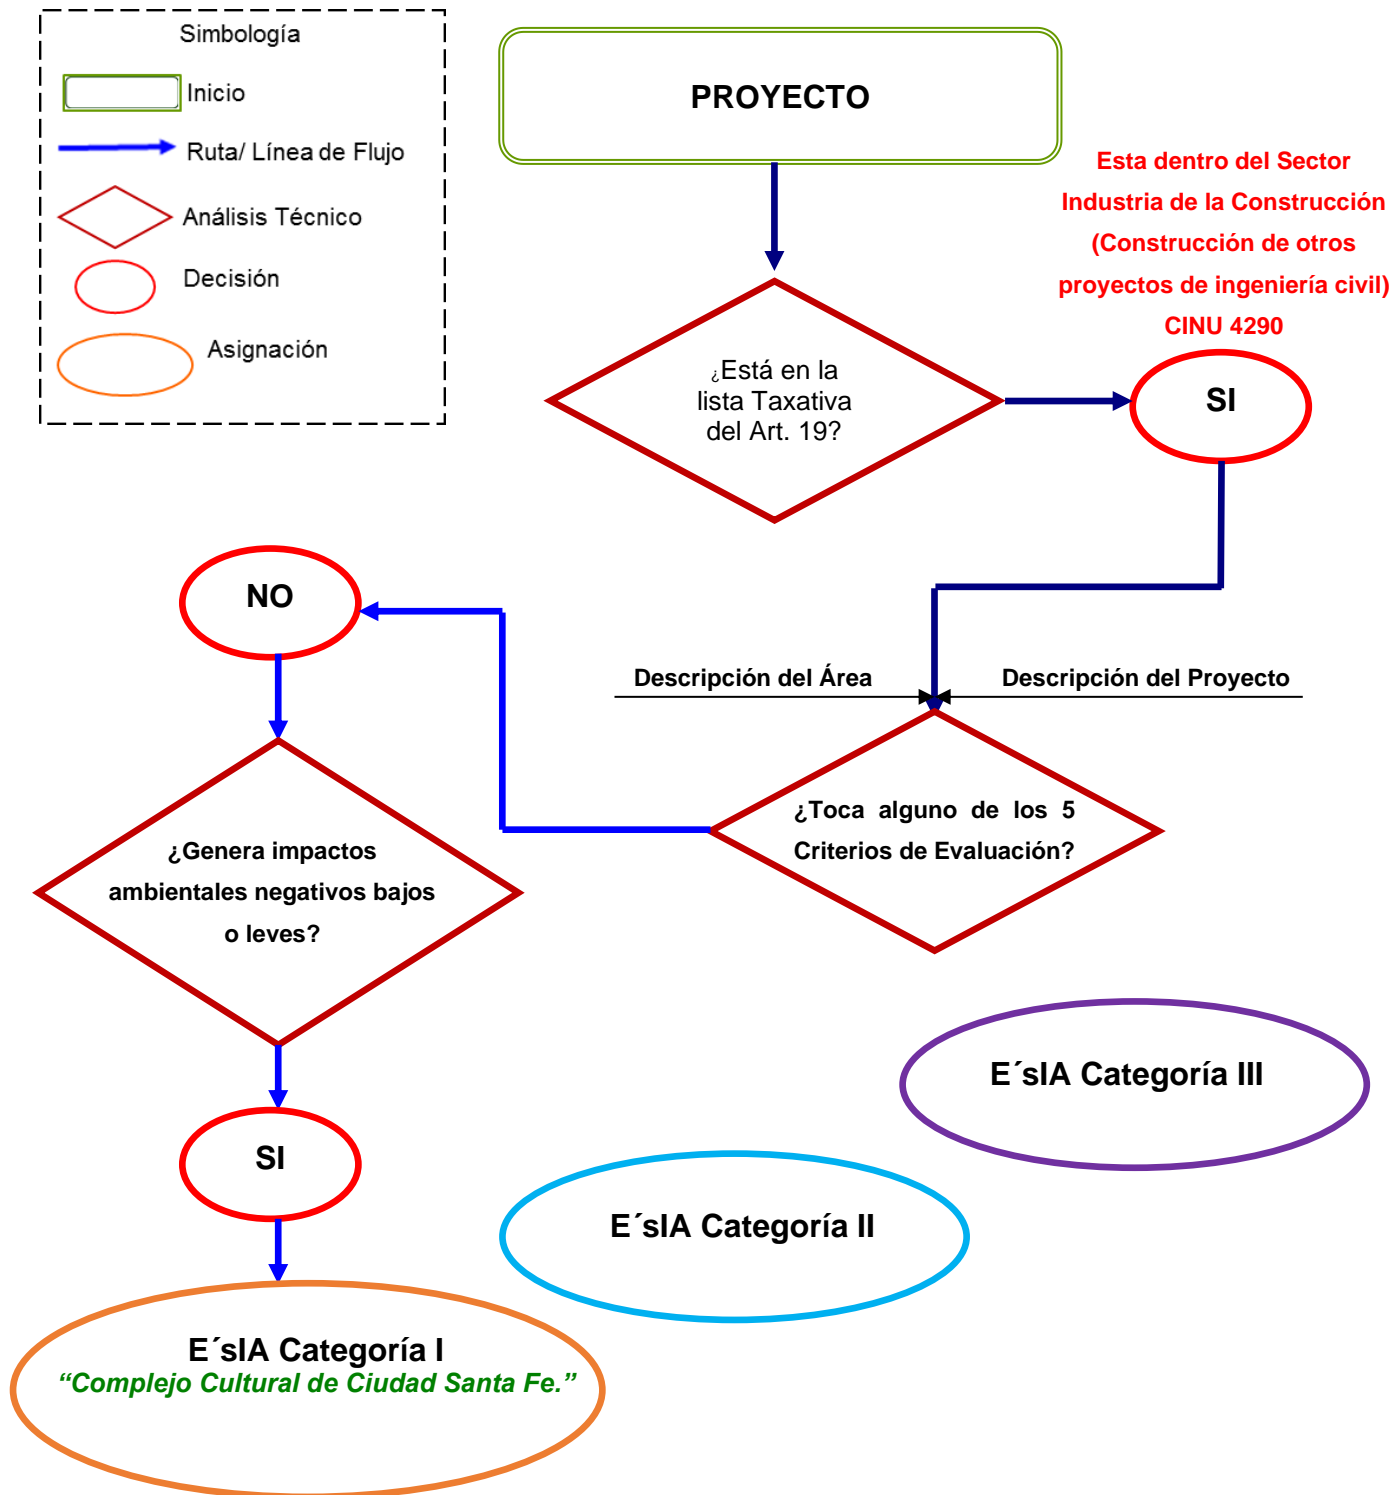 Simbología
Inicio
Ruta/ Línea de Flujo
Análisis Técnico
Decisión
Asignación
PROYECTO
Esta dentro del Sector
Industria de la Construcción
(Construcción de otros
proyectos de ingeniería civil)
CINU 4290
¿Está en la
lista Taxativa
del Art. 19?
SI
NO
Descripción del Área
Descripción del Proyecto
¿Toca alguno de los 5
Criterios de Evaluación?
¿Genera impactos
ambientales negativos bajos
o leves?
E´sIA Categoría III
SI
E´sIA Categoría II
E´sIA Categoría I
“Complejo Cultural de Ciudad Santa Fe.”